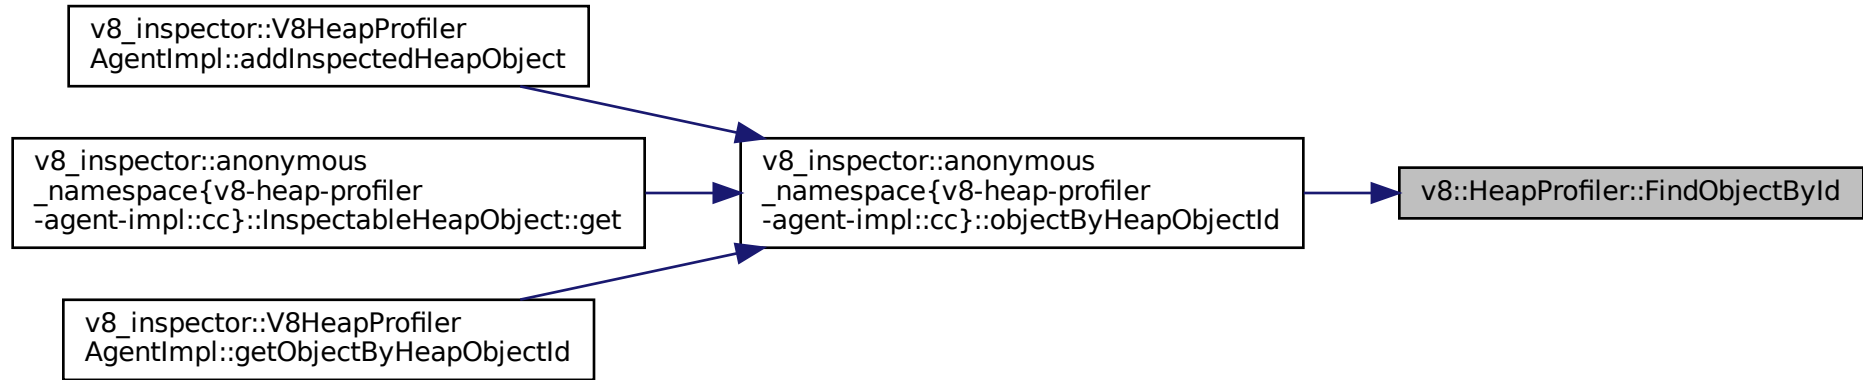 v8_inspector::V8HeapProfiler
AgentImpl::addInspectedHeapObject
v8_inspector::anonymous
_namespace{v8-heap-profiler
-agent-impl::cc}::InspectableHeapObject::get
v8_inspector::V8HeapProfiler
AgentImpl::getObjectByHeapObjectId
v8_inspector::anonymous
_namespace{v8-heap-profiler
-agent-impl::cc}::objectByHeapObjectId
v8::HeapProfiler::FindObjectById